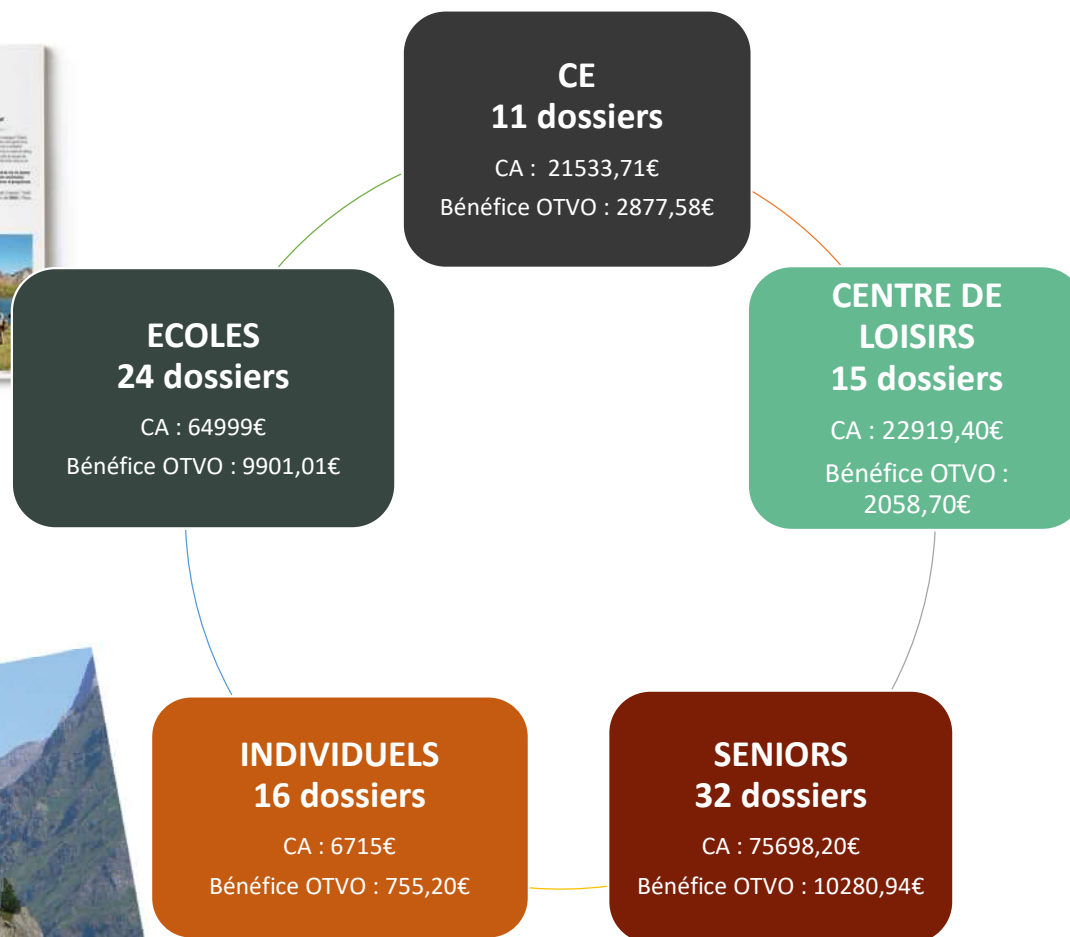 CE
11 dossiers
CA :  21533,71€
Bénéfice OTVO : 2877,58€
CENTRE DE
LOISIRS
15 dossiers
CA : 22919,40€
Bénéfice OTVO :
2058,70€
SENIORS
32 dossiers
CA : 75698,20€
Bénéfice OTVO : 10280,94€
INDIVIDUELS
16 dossiers
CA : 6715€
Bénéfice OTVO : 755,20€
ECOLES
24 dossiers
CA : 64999€
Bénéfice OTVO : 9901,01€